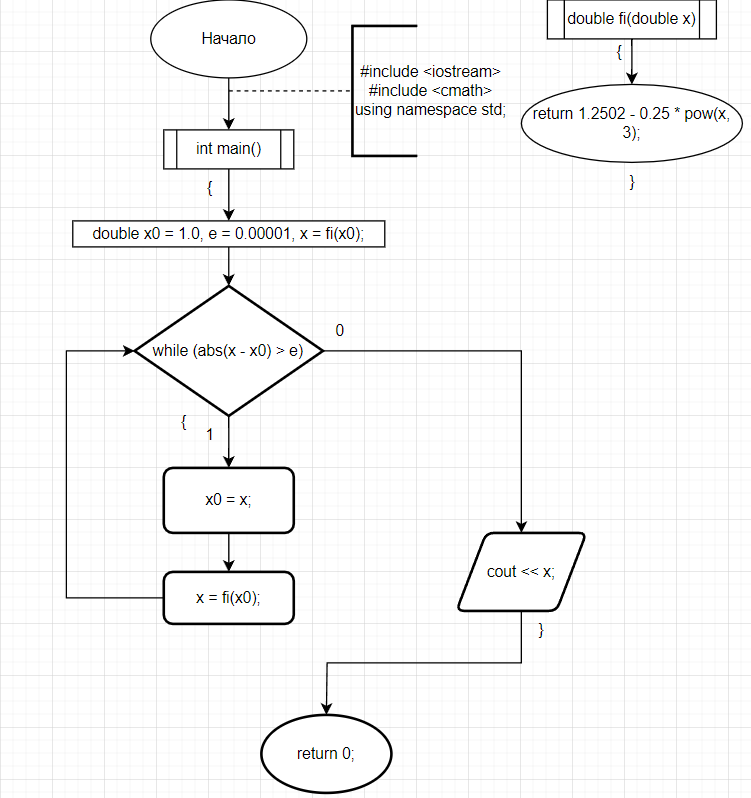 Начало
#include <iostream>
#include <cmath>
using namespace std;
int main()
{
double x0 = 1.0, e = 0.00001, x = fi(x0);
while (abs(x - x0) > e)
0
{
1
x0 = x;
x = fi(x0);
cout << x;
}
return 0;
double fi(double x)
{
return 1.2502 - 0.25 * pow(x,
3);
}